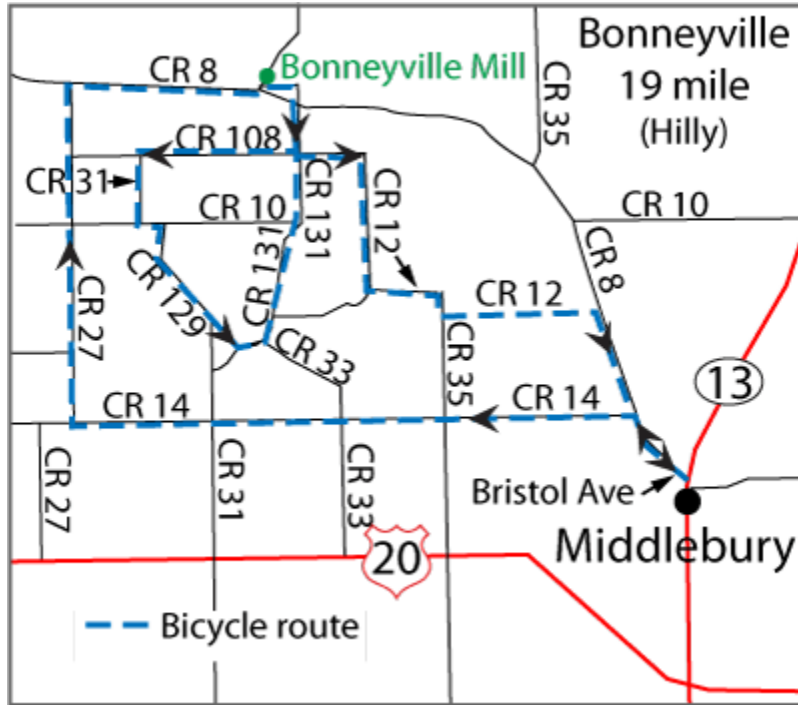 Bonneyville
19 mile
(Hilly)
CR 8
Bonneyville Mill
CR 35
CR 108
CR 31
CR 131
CR 12
CR 10
CR 10
CR 131
CR 8
CR 129
CR 12
CR 27
CR 33
CR 35
13
CR 14
CR 14
CR 27
CR 31
CR 33
Bristol Ave
Middlebury
20
Bicycle route